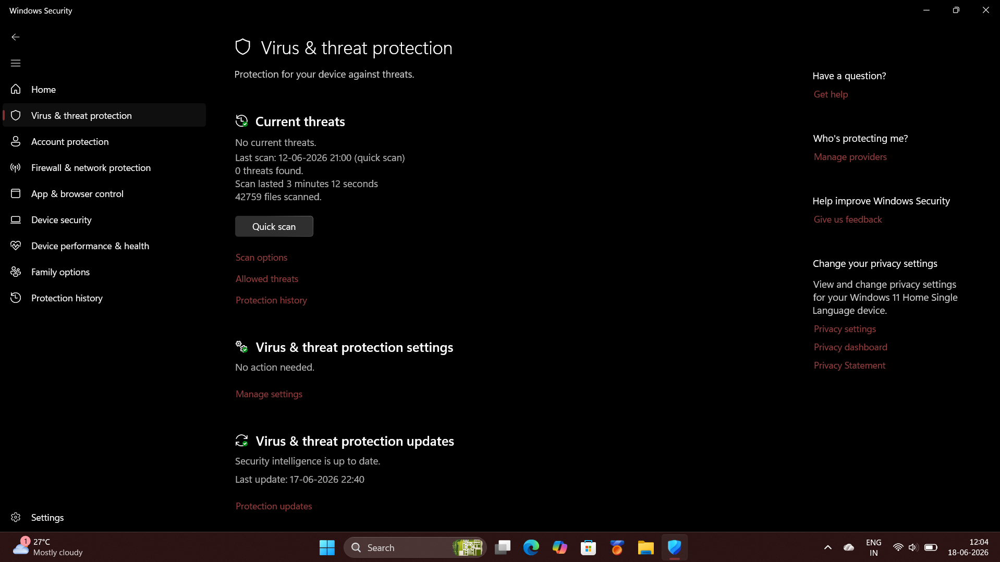 Windows Security
Home
Virus & threat protection
Account protection
Firewall & network protection
App & browser control
Device security
Device performance & health
Family options
Protection history
Settings
Virus & threat protection
Protection for your device against threats.
Current threats
No current threats.
Last scan: 12-06-2026 21:00 (quick scan)
0 threats found.
Scan lasted 3 minutes 12 seconds
42759 files scanned.
Quick scan
Scan options
Allowed threats
Protection history
Virus & threat protection settings
No action needed.
Manage settings
Virus & threat protection updates
Security intelligence is up to date.
Last update: 17-06-2026 22:40
Protection updates
Have a question?
Get help
Who's protecting me?
Manage providers
Help improve Windows Security
Give us feedback
Change your privacy settings
View and change privacy settings
for your Windows 11 Home Single
Language device.
Privacy settings
Privacy dashboard
Privacy Statement
1
27°C
Mostly cloudy
Search
ENG
IN
12:04
18-06-2026